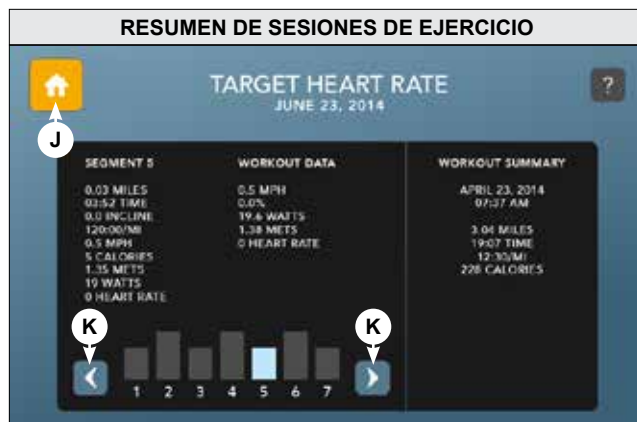 RESUMEN DE SESIONES DE EJERCICIO
TARGET HEART RATE
JUNE 23, 2014
?
J
SEGMENT 5
0.03 MILES
03:52 TIME
0.0 INCLINE
120:00/MI
0.5 MPH
5 CALORIES
1.35 METS
19 WATTS
0 HEART RATE
WORKOUT DATA
0.5 MPH
0.0%
19.6 WATTS
1.38 METS
0 HEART RATE
WORKOUT SUMMARY
APRIL 23, 2014
07:37 AM
3.04 MILES
19:07 TIME
12:30/MI
228 CALORIES
K
K
1 2 3 4 5 6 7